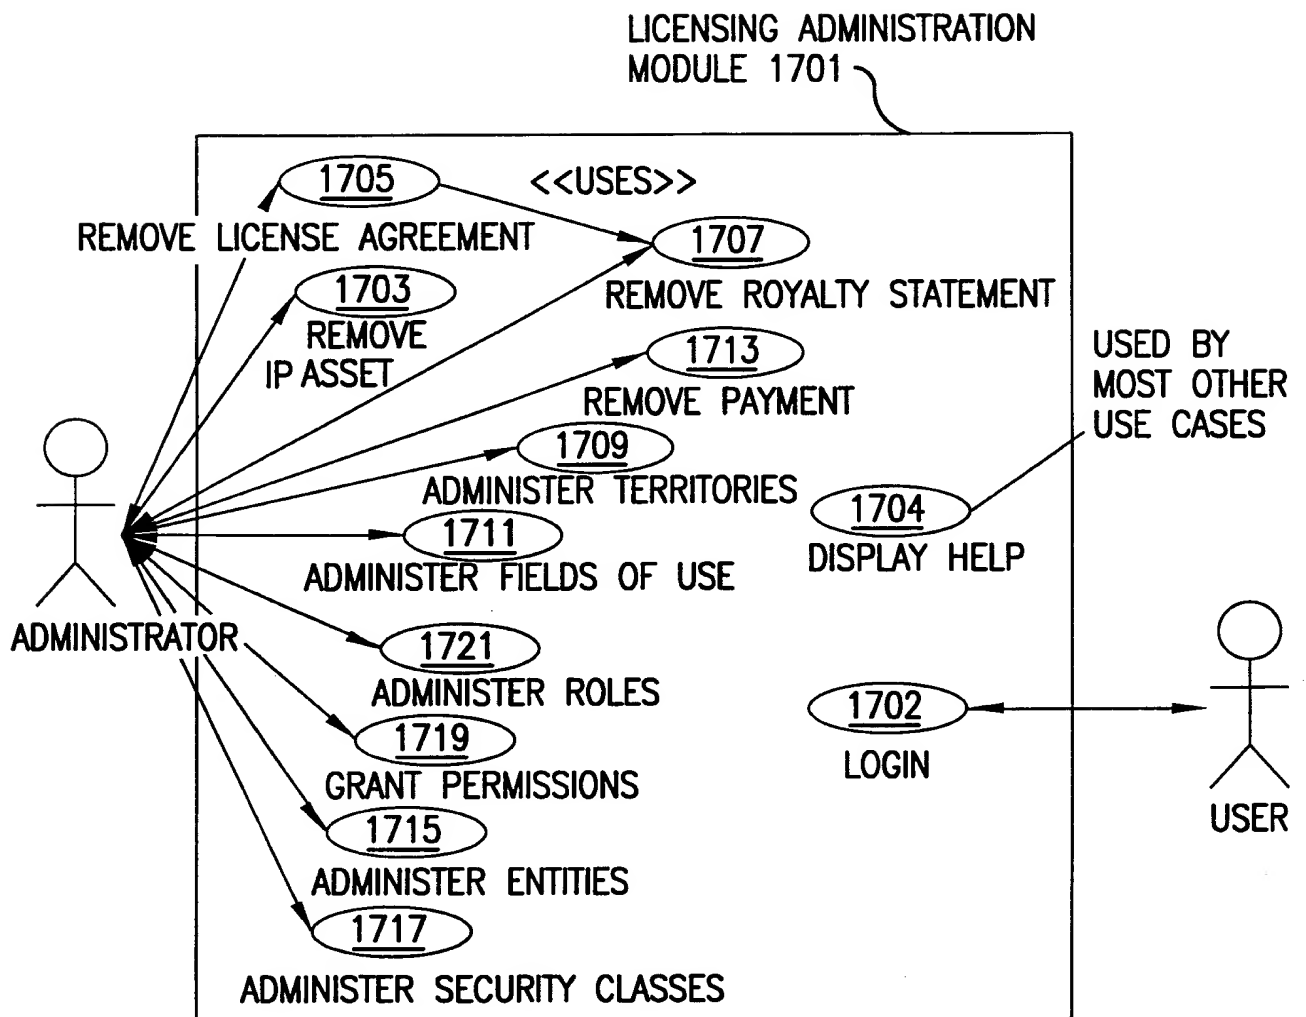 LICENSING ADMINISTRATION
MODULE 1701
1705
<<USES>>
REMOVE LICENSE AGREEMENT
1707
REMOVE ROYALTY STATEMENT
1703
REMOVE
IP ASSET
1713
REMOVE PAYMENT
USED BY
MOST OTHER
USE CASES
1709
ADMINISTER TERRITORIES
1704
DISPLAY HELP
1711
ADMINISTER FIELDS OF USE
ADMINISTRATOR
1721
ADMINISTER ROLES
1702
LOGIN
1719
GRANT PERMISSIONS
USER
1715
ADMINISTER ENTITIES
1717
ADMINISTER SECURITY CLASSES